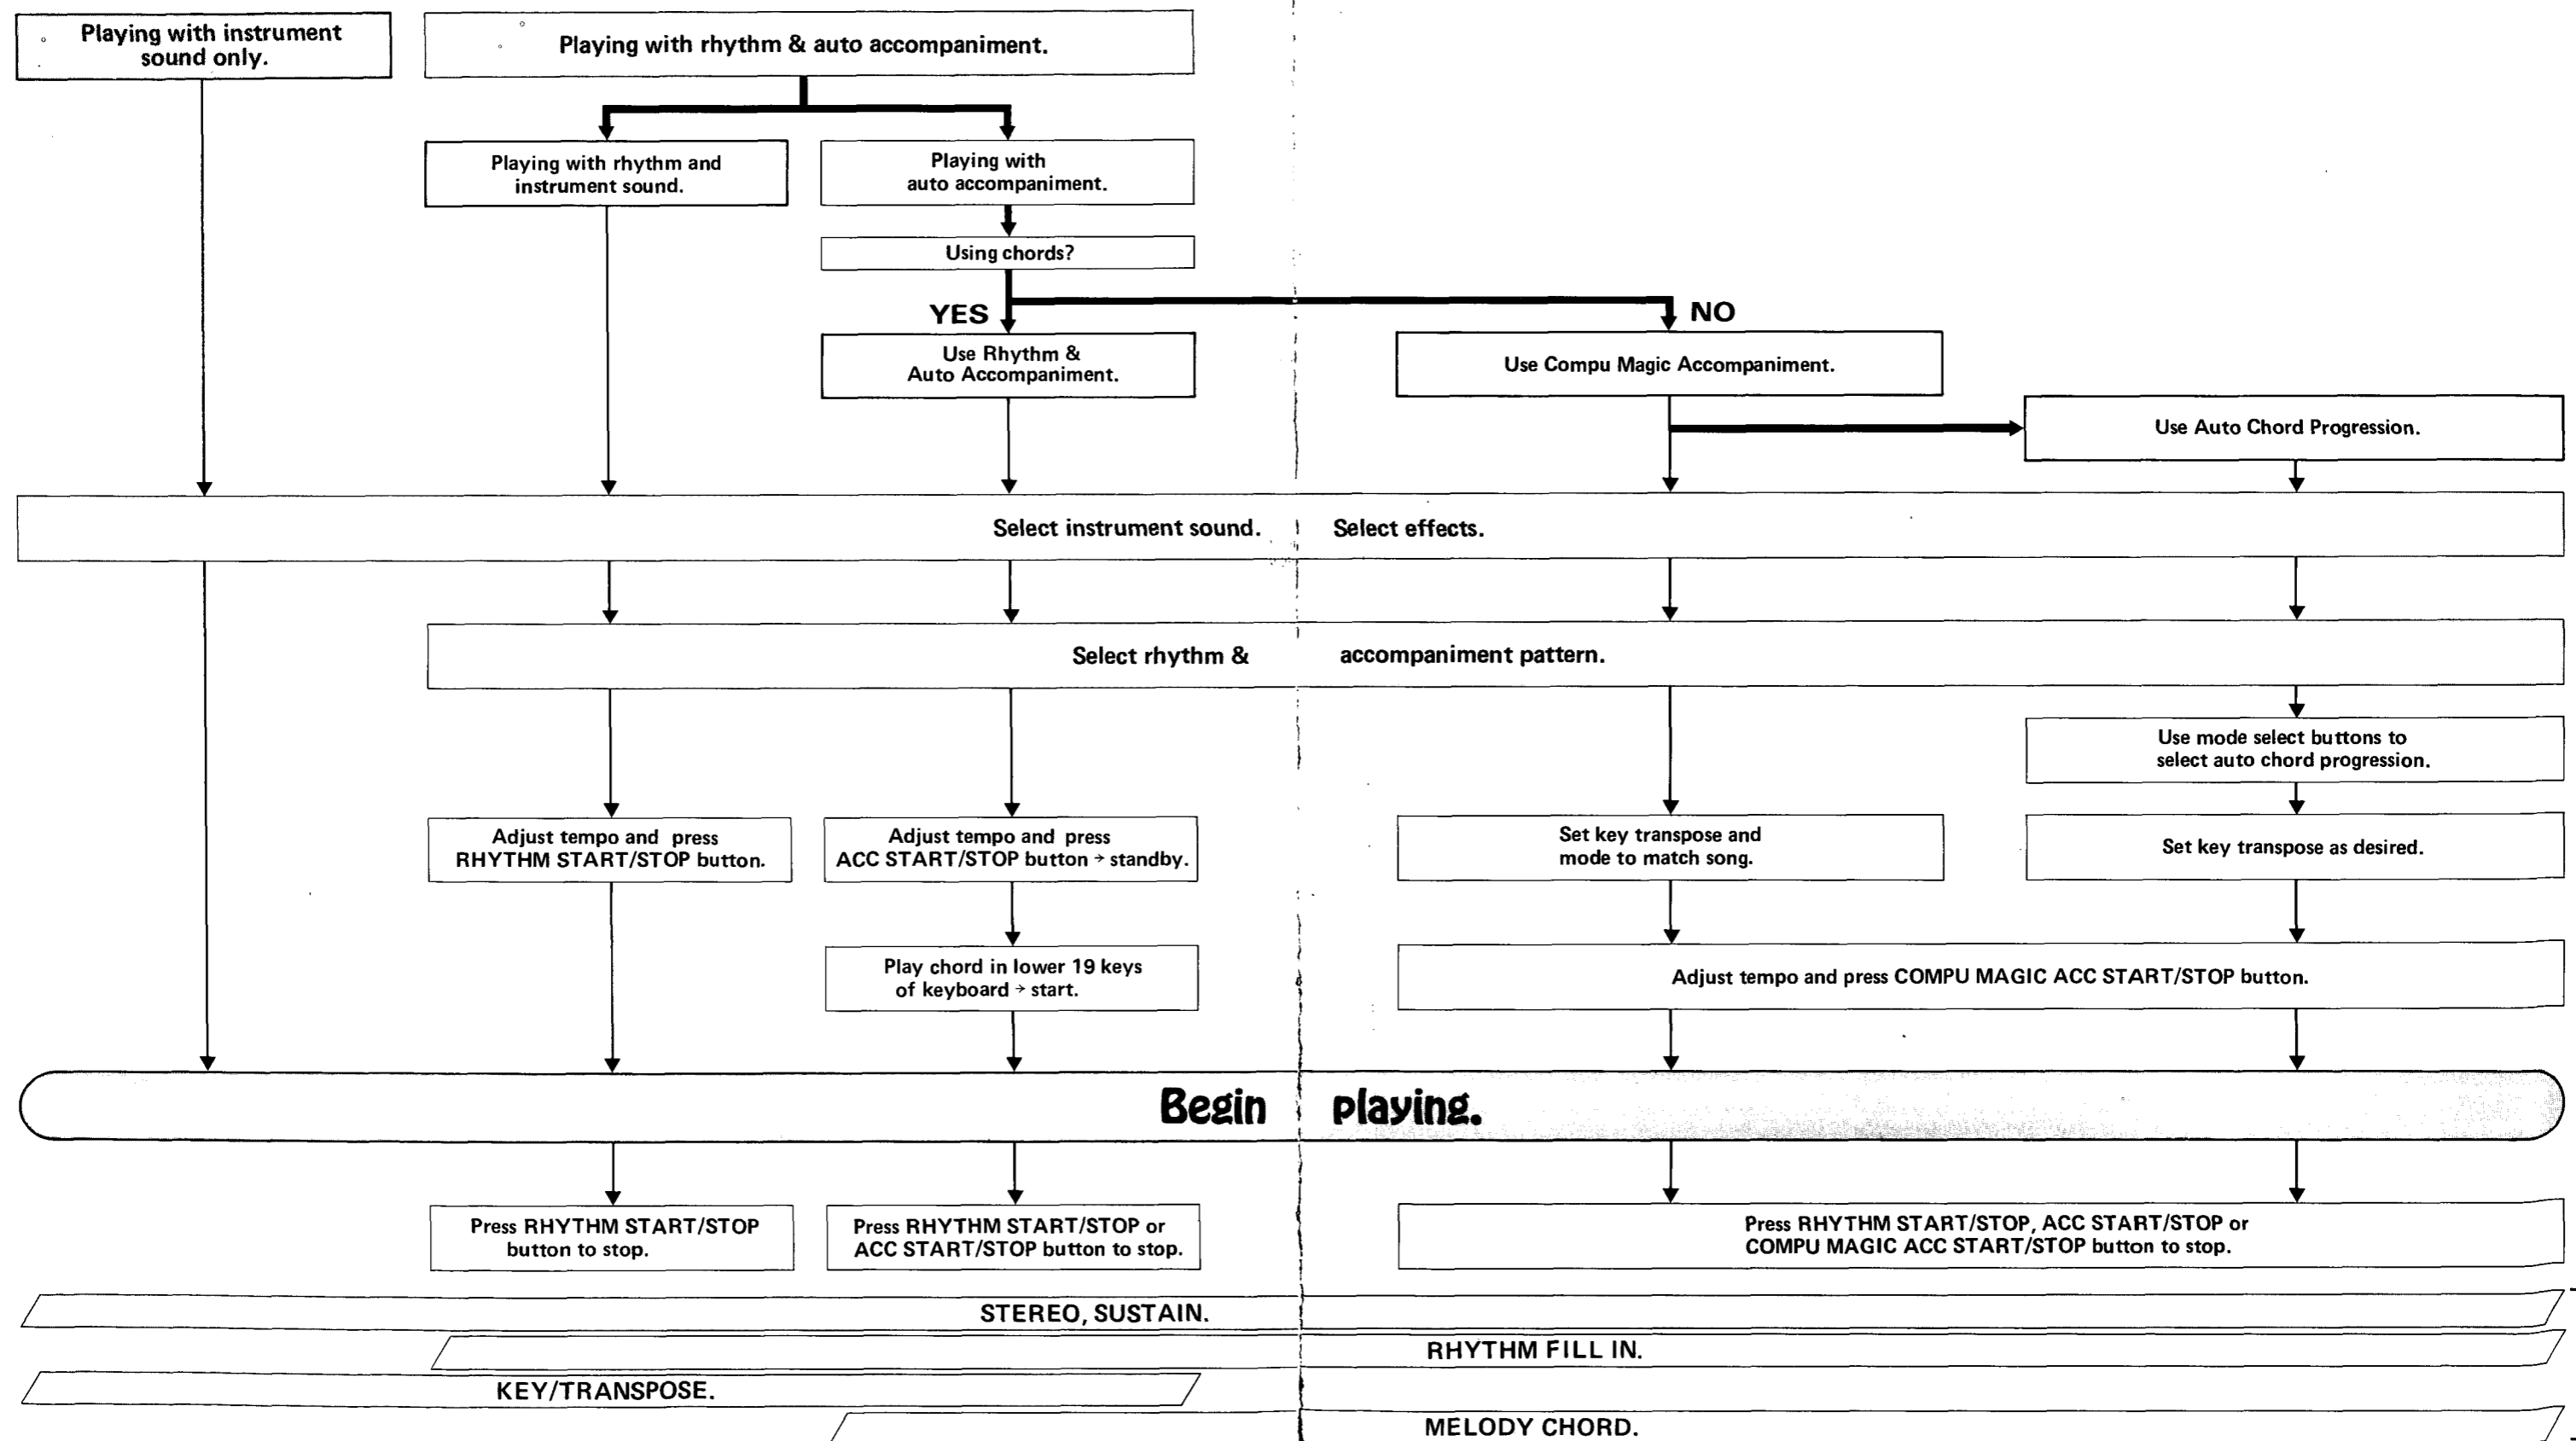 Playing with instrument
sound only.
Playing with rhythm & auto accompaniment.
Playing with rhythm and
instrument sound.
Playing with
auto accompaniment.
Using chords?
YES
NO
Use Rhythm &
Auto Accompaniment.
Use Compu Magic Accompaniment.
Use Auto Chord Progression.
Select instrument sound. Select effects.
Select rhythm & accompaniment pattern.
Use mode select buttons to
select auto chord progression.
Adjust tempo and press
RHYTHM START/STOP button.
Adjust tempo and press
ACC START/STOP button → standby.
Set key transpose and
mode to match song.
Set key transpose as desired.
Play chord in lower 19 keys
of keyboard → start.
Adjust tempo and press COMPU MAGIC ACC START/STOP button.
Begin playing.
Press RHYTHM START/STOP
button to stop.
Press RHYTHM START/STOP or
ACC START/STOP button to stop.
Press RHYTHM START/STOP, ACC START/STOP or
COMPU MAGIC ACC START/STOP button to stop.
STEREO, SUSTAIN.
RHYTHM FILL IN.
KEY/TRANSPOSE.
MELODY CHORD.